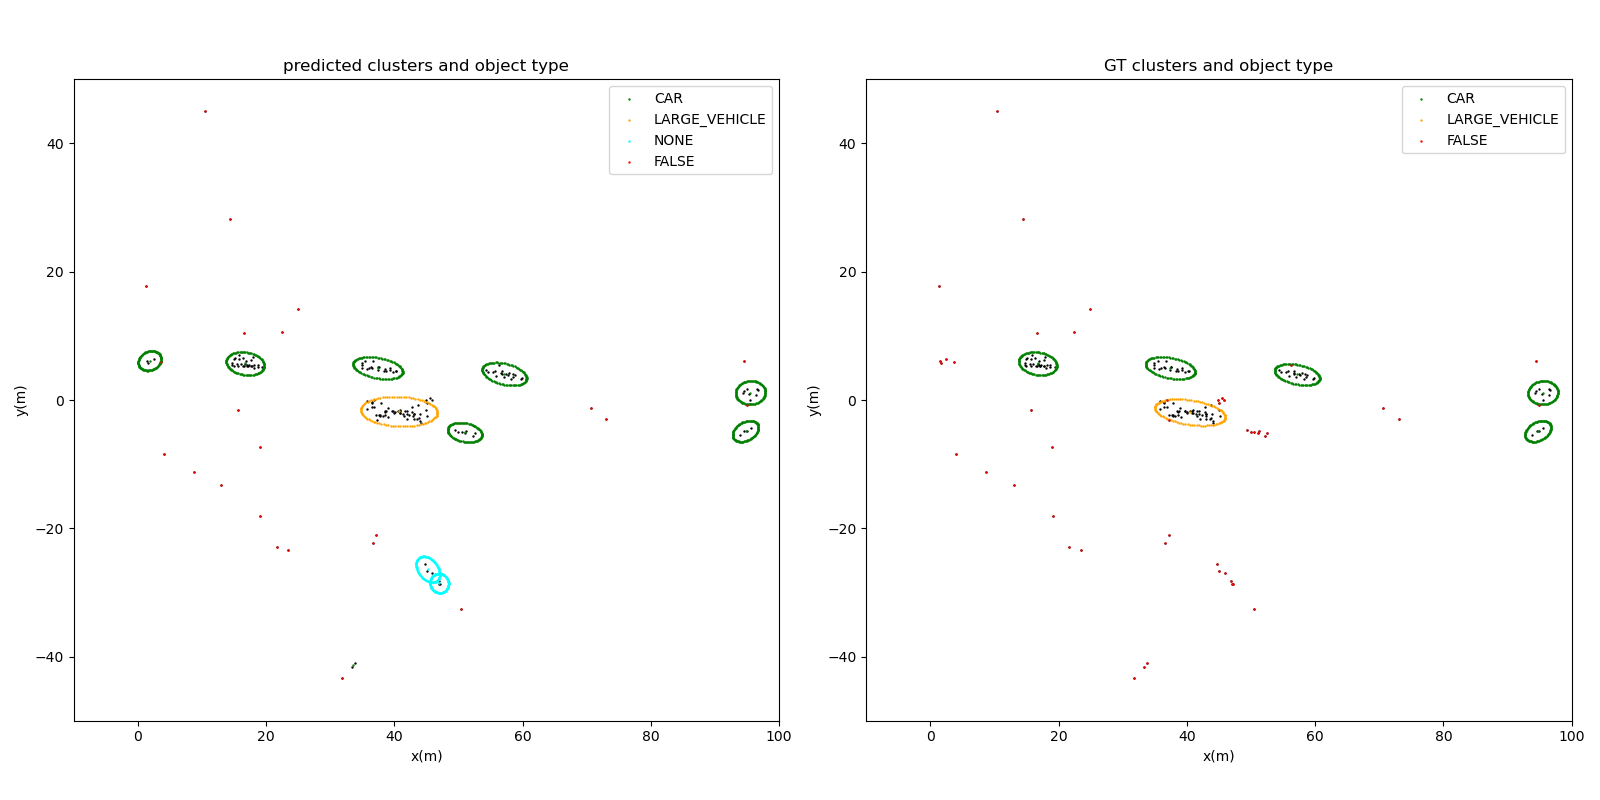 predicted clusters and object type
CAR
LARGE_VEHICLE
NONE
FALSE
40
20
0
−20
−40
y(m)
0
20
40
60
80
100
x(m)
GT clusters and object type
CAR
LARGE_VEHICLE
FALSE
40
20
0
−20
−40
y(m)
0
20
40
60
80
100
x(m)